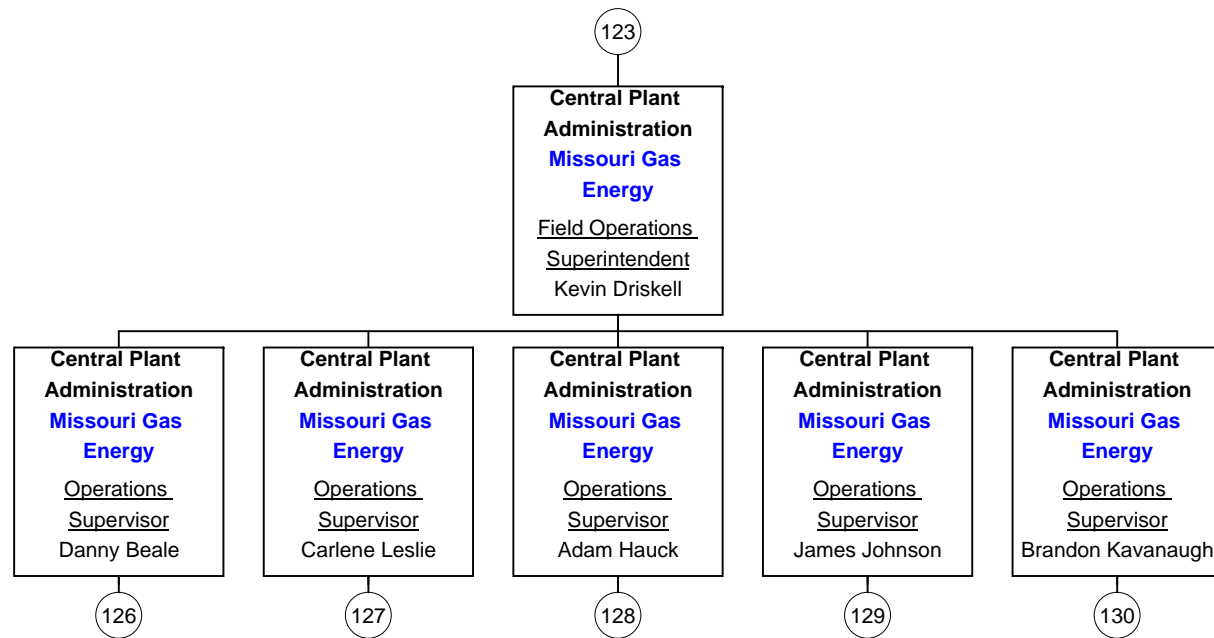 123
Central Plant
Administration
Missouri Gas
Energy
Field Operations
Superintendent
Kevin Driskell
Central Plant
Administration
Missouri Gas
Energy
Operations
Supervisor
Danny Beale
126
Central Plant
Administration
Missouri Gas
Energy
Operations
Supervisor
Carlene Leslie
127
Central Plant
Administration
Missouri Gas
Energy
Operations
Supervisor
Adam Hauck
128
Central Plant
Administration
Missouri Gas
Energy
Operations
Supervisor
James Johnson
129
Central Plant
Administration
Missouri Gas
Energy
Operations
Supervisor
Brandon Kavanaugh
130